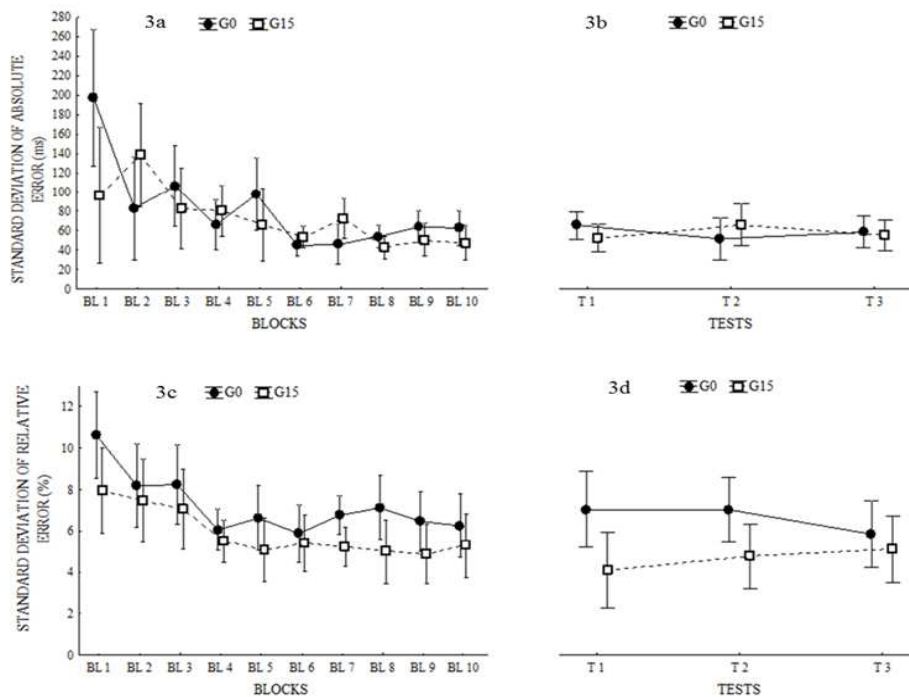 3a
G0 G15
280
260
240
220
200
180
160
140
120
100
80
60
40
20
0
STANDARD DEVIATION OF ABSOLUTE
ERROR (ms)
BL 1 BL 2 BL 3 BL 4 BL 5 BL 6 BL 7 BL 8 BL 9 BL 10
BLOCKS
3b
G0 G15
T 1 T 2 T 3
TESTS
3c
G0 G15
12
10
8
6
4
2
0
STANDARD DEVIATION OF RELATIVE
ERROR (%)
BL 1 BL 2 BL 3 BL 4 BL 5 BL 6 BL 7 BL 8 BL 9 BL 10
BLOCKS
3d
G0 G15
T 1 T 2 T 3
TESTS